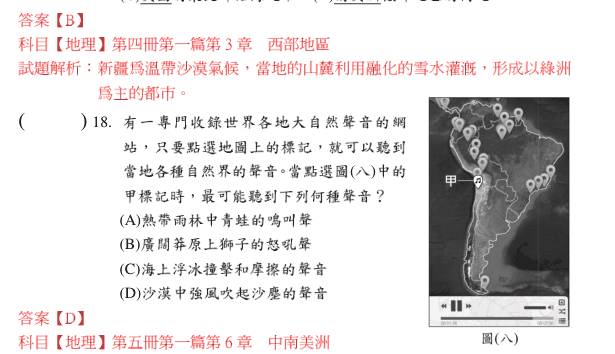 答案【B】
科目【地理】第四冊第一篇第3章　西部地區
試題解析：新疆為溫帶沙漠氣候，當地的山麓利用融化的雪水灌溉，形成以綠洲
為主的都市。
(　　) 18. 有一專門收錄世界各地大自然聲音的網
站，只要點選地圖上的標記，就可以聽到
當地各種自然界的聲音。當點選圖(八)中的
甲標記時，最可能聽到下列何種聲音？
(A)熱帶雨林中青蛙的鳴叫聲
(B)廣闊莽原上獅子的怒吼聲
(C)海上浮冰撞擊和摩擦的聲音
(D)沙漠中強風吹起沙塵的聲音
甲
圖(八)
答案【D】
科目【地理】第五冊第一篇第6章　中南美洲